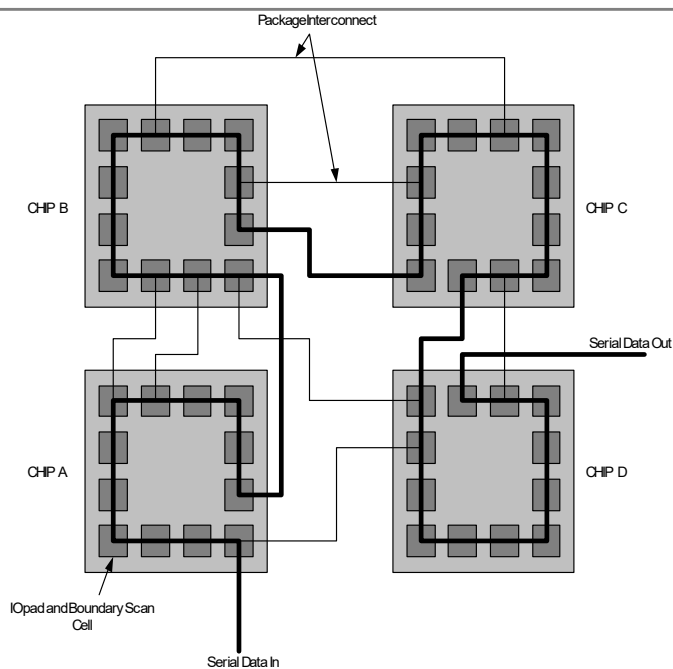 PackageInterconnect
CHIP B
CHIP C
Serial Data Out
CHIP A
CHIP D
IOpad and Boundary Scan
Cell
Serial Data In